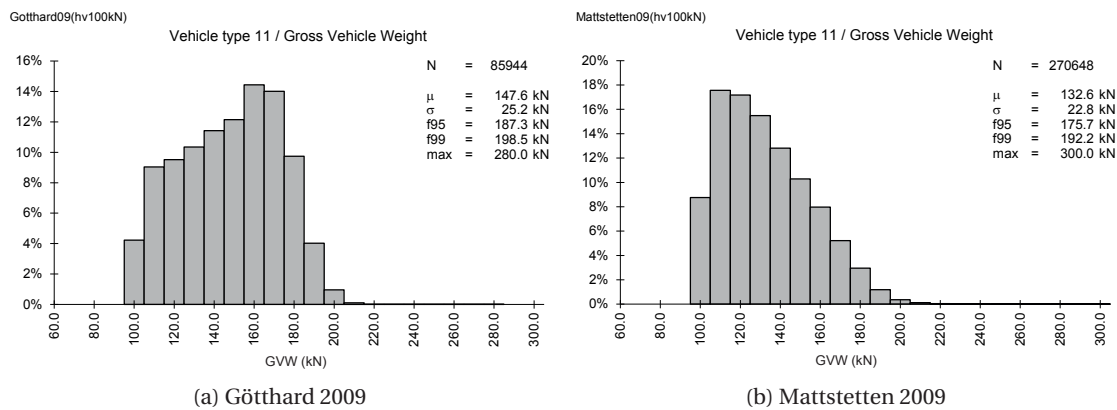 Gotthard09(hv100kN)
Vehicle type 11 / Gross Vehicle Weight
N = 85944
μ = 147.6 kN
σ = 25.2 kN
f95 = 187.3 kN
f99 = 198.5 kN
max = 280.0 kN
16%
14%
12%
10%
8%
6%
4%
2%
0%
60.0
80.0
100.0
120.0
140.0
160.0
180.0
200.0
220.0
240.0
260.0
280.0
300.0
GVW (kN)
(a) Götthard 2009
Mattstetten09(hv100kN)
Vehicle type 11 / Gross Vehicle Weight
N = 270648
μ = 132.6 kN
σ = 22.8 kN
f95 = 175.7 kN
f99 = 192.2 kN
max = 300.0 kN
20%
18%
16%
14%
12%
10%
8%
6%
4%
2%
0%
60.0
80.0
100.0
120.0
140.0
160.0
180.0
200.0
220.0
240.0
260.0
280.0
300.0
GVW (kN)
(b) Mattstetten 2009